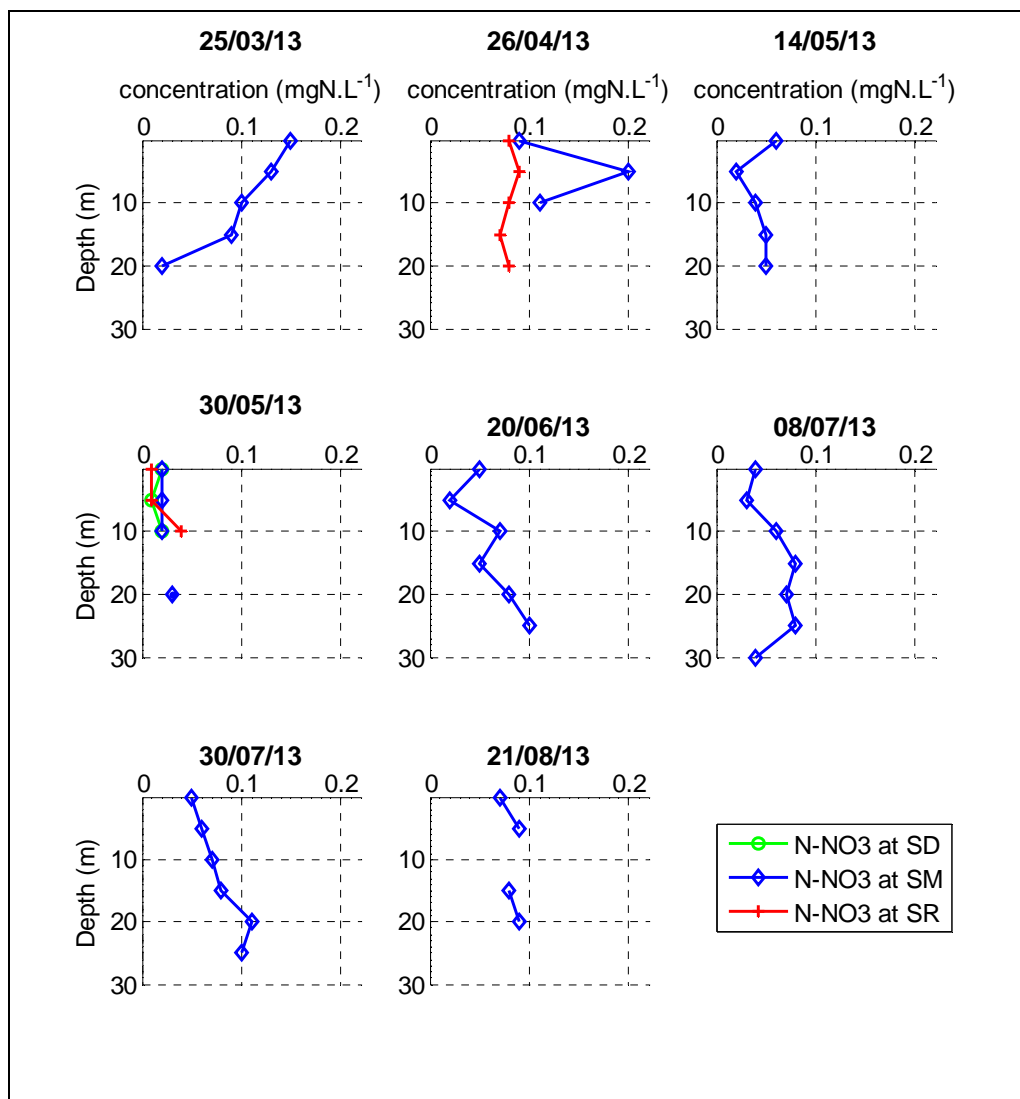 25/03/13 26/04/13 14/05/13
concentration (mgN.L-1) concentration (mgN.L-1) concentration (mgN.L-1)
0 0.1 0.2 0 0.1 0.2 0 0.1 0.2
Depth (m)
10 10 10
20 20 20
30 30 30
30/05/13 20/06/13 08/07/13
0 0.1 0.2 0 0.1 0.2 0 0.1 0.2
Depth (m)
10 10 10
20 20 20
30 30 30
30/07/13 21/08/13
0 0.1 0.2 0 0.1 0.2
Depth (m)
10 10
20 20
30 30
N-NO3 at SD
N-NO3 at SM
N-NO3 at SR